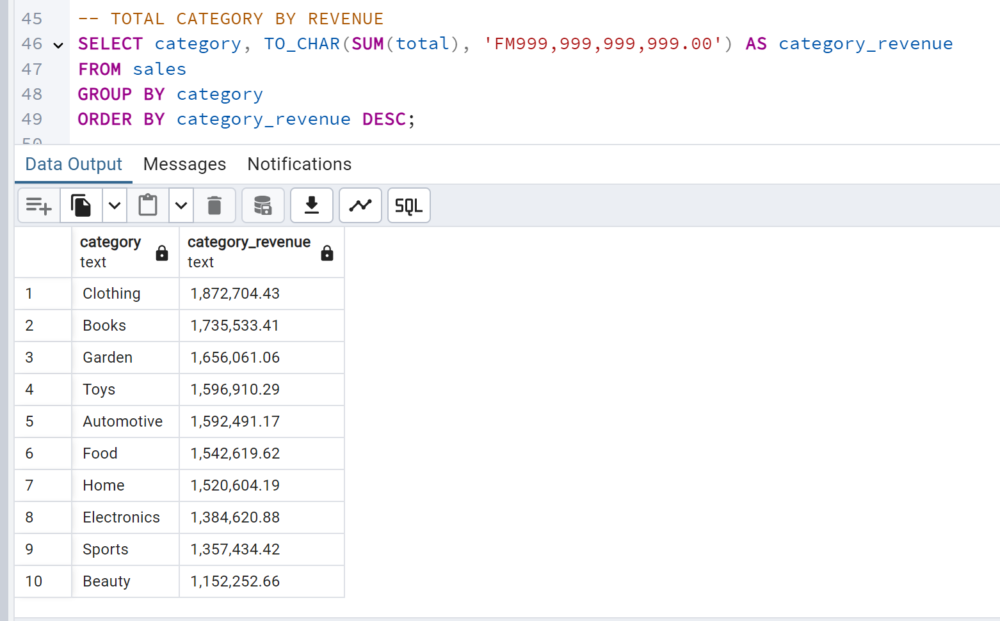 45 -- TOTAL CATEGORY BY REVENUE
46 SELECT category, TO_CHAR(SUM(total), 'FM999,999,999,999.00') AS category_revenue
47 FROM sales
48 GROUP BY category
49 ORDER BY category_revenue DESC;
50
Data Output Messages Notifications
SQL
category category_revenue
text text
1 Clothing 1,872,704.43
2 Books 1,735,533.41
3 Garden 1,656,061.06
4 Toys 1,596,910.29
5 Automotive 1,592,491.17
6 Food 1,542,619.62
7 Home 1,520,604.19
8 Electronics 1,384,620.88
9 Sports 1,357,434.42
10 Beauty 1,152,252.66